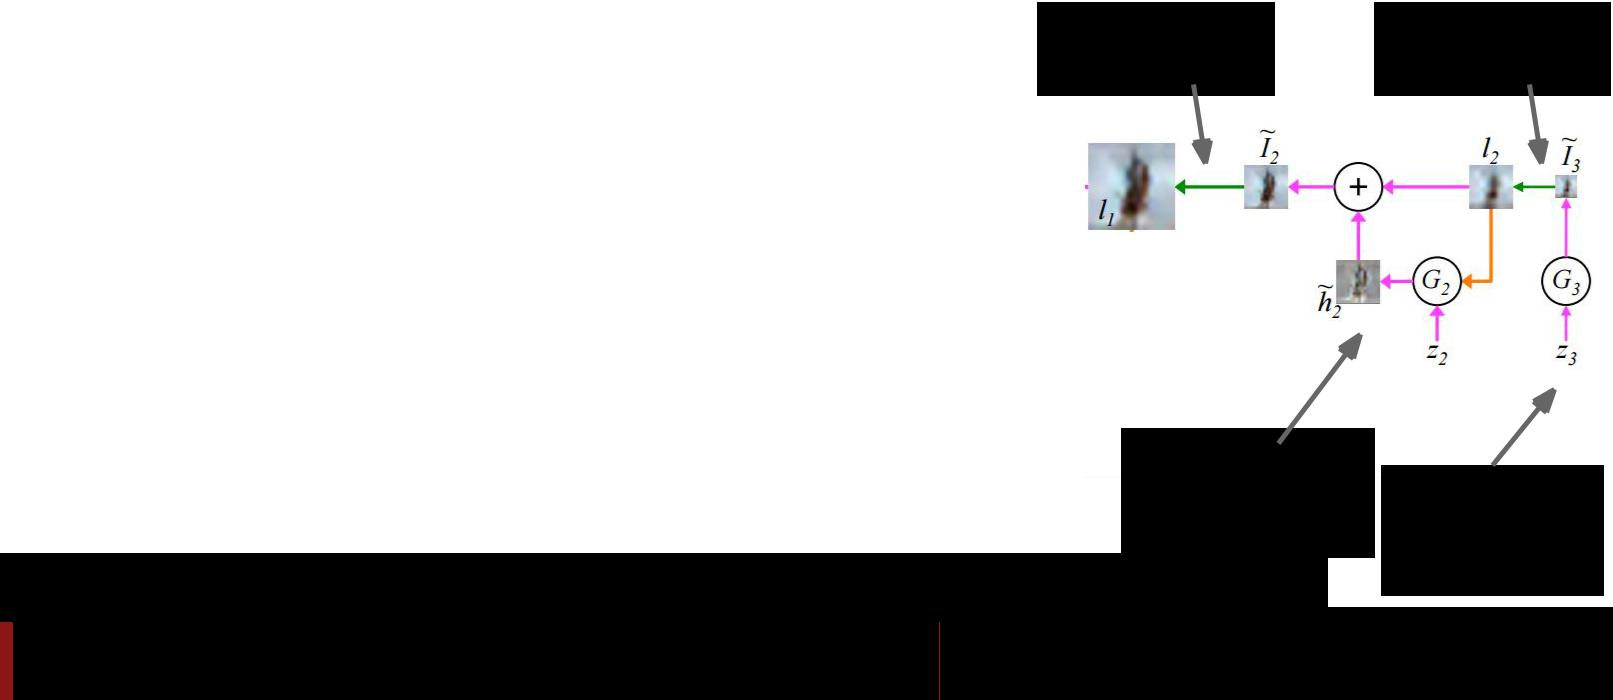 Ĩ₂
l₂
Ĩ₃
l₁
+
h̃₂
G₂
G₃
z₂
z₃